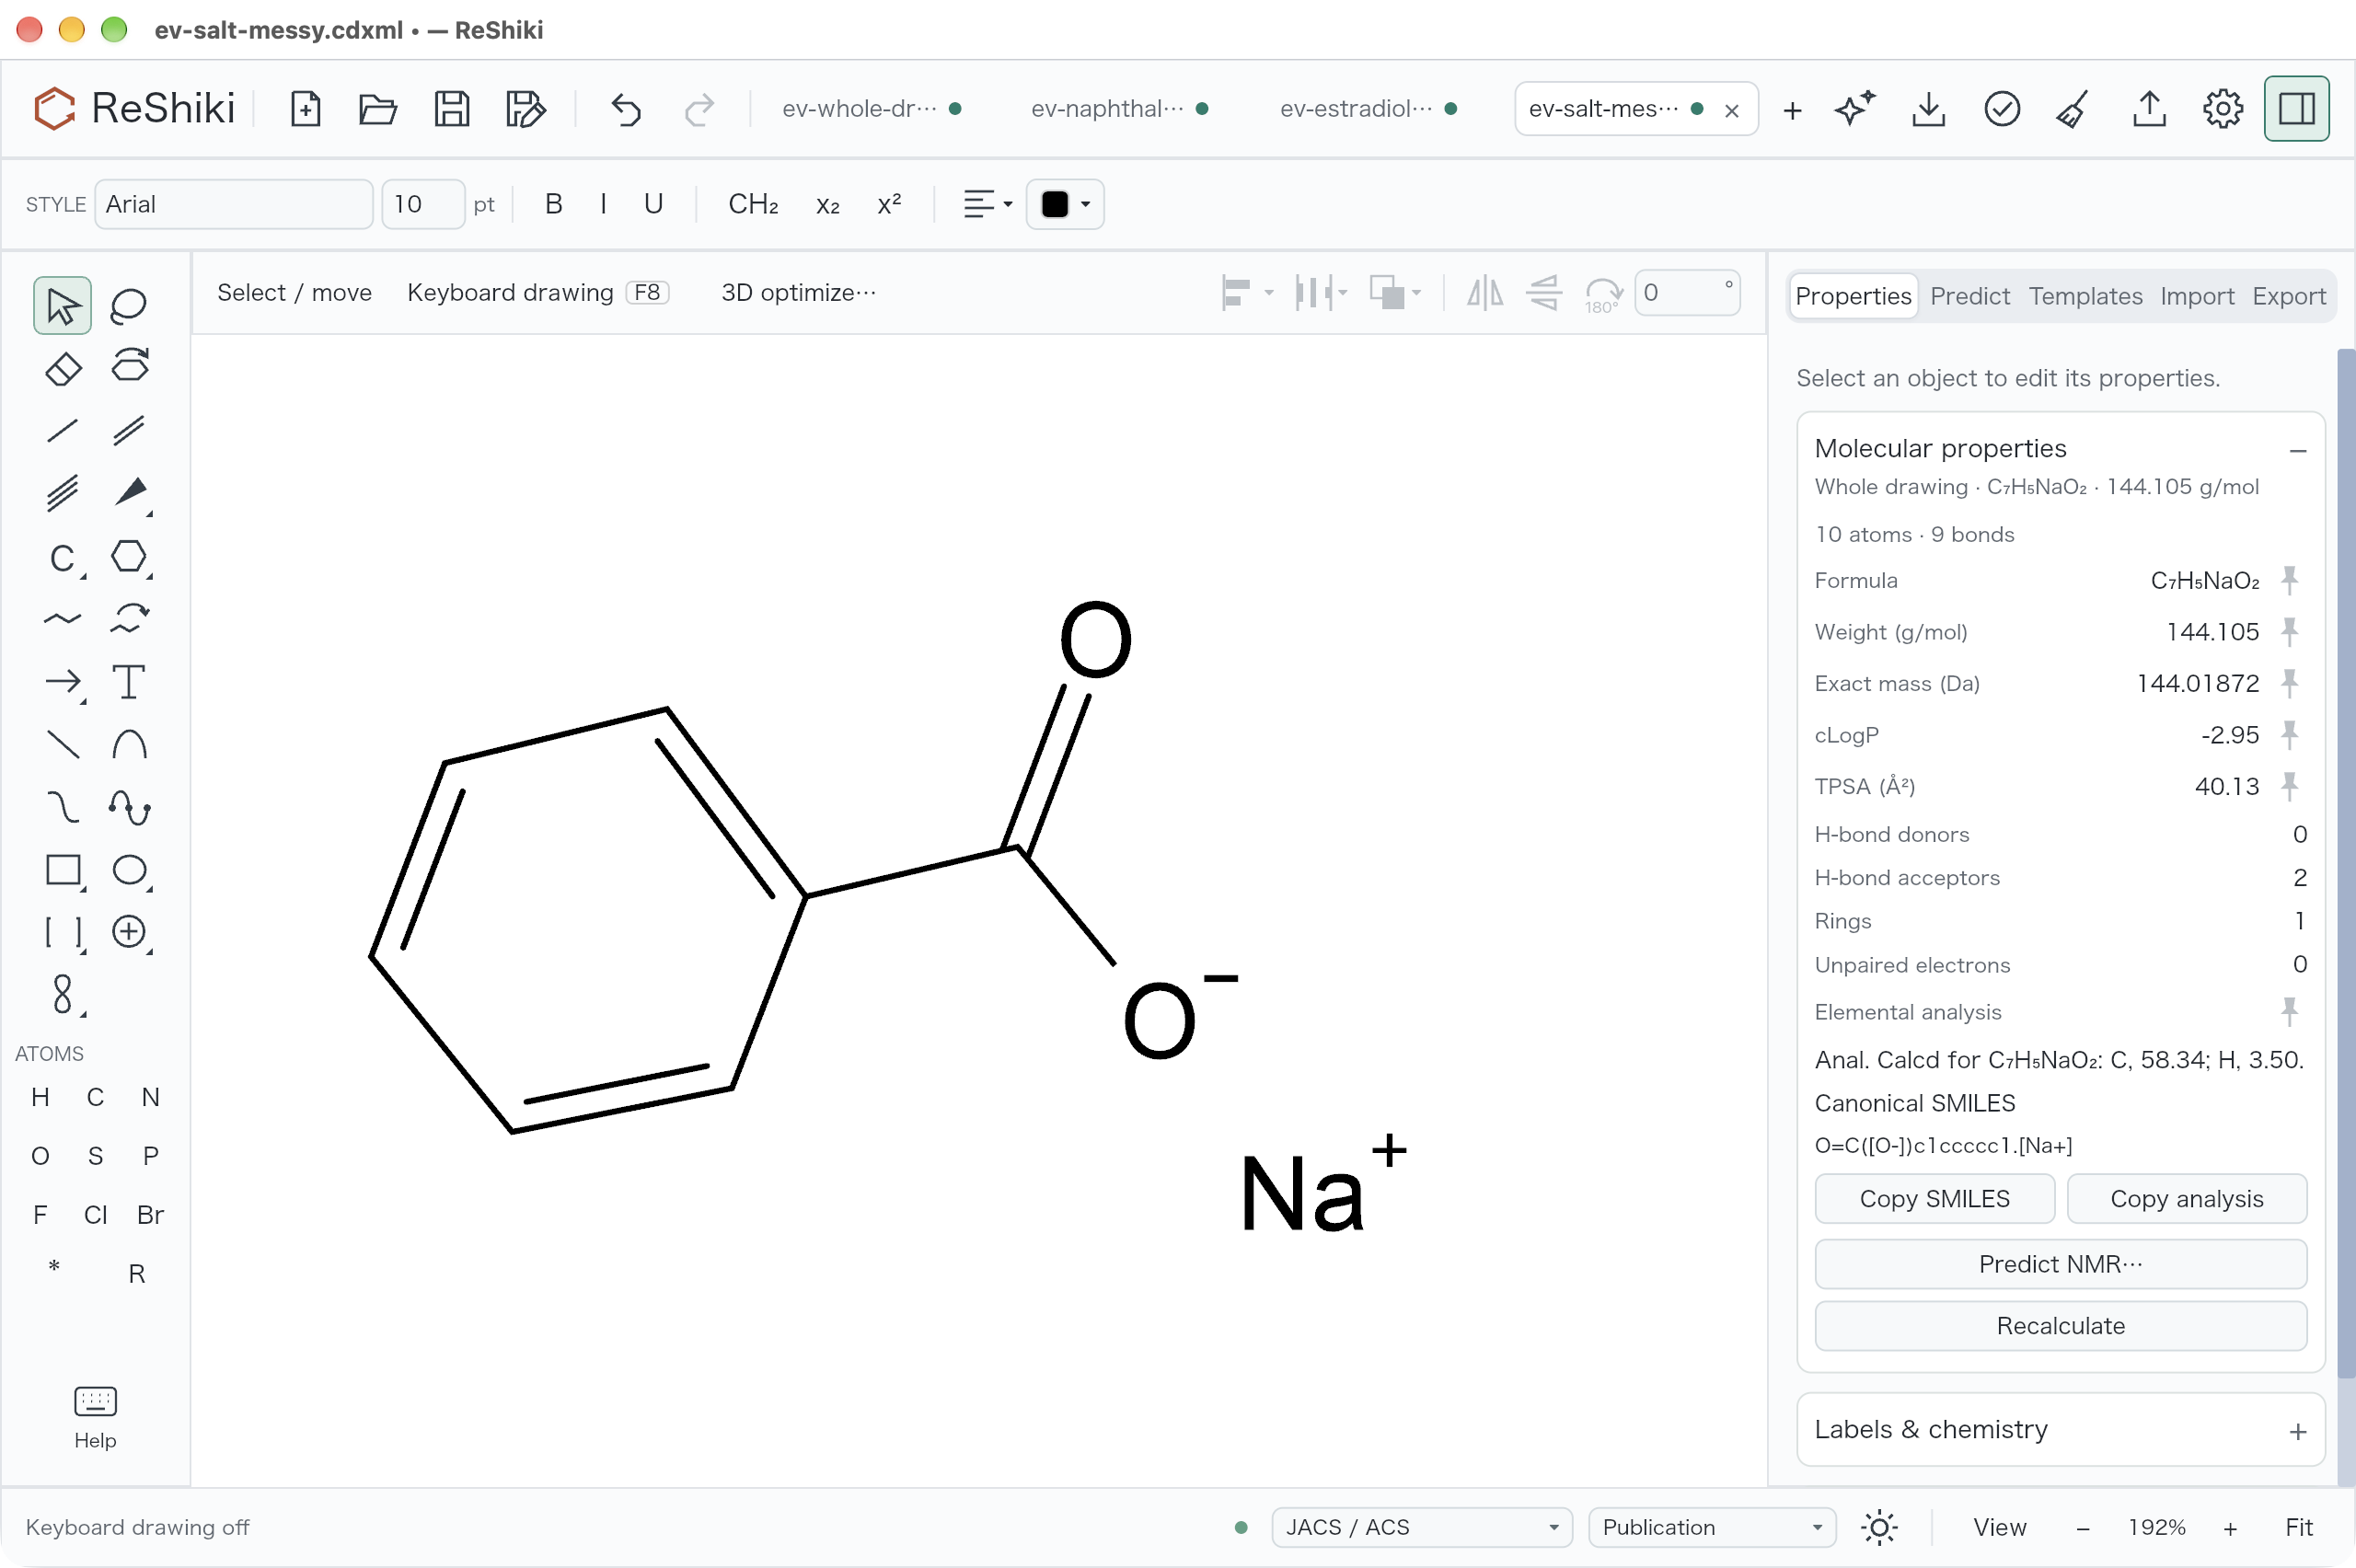 ev-salt-messy.cdxml • — ReShiki
ReShiki
ev-whole-dr⋯
ev-naphthal⋯
ev-estradiol⋯
ev-salt-mes⋯ ×
+
STYLE Arial 10 pt B I U CH₂ x₂ x²
Select / move Keyboard drawing F8 3D optimize⋯
180°
0 °
Properties Predict Templates Import Export
C
T
[ ]
ATOMS
H C N
O S P
F Cl Br
* R
Help
O
O−
Na+
Select an object to edit its properties.
Molecular properties −
Whole drawing · C₇H₅NaO₂ · 144.105 g/mol
10 atoms · 9 bonds
Formula C₇H₅NaO₂
Weight (g/mol) 144.105
Exact mass (Da) 144.01872
cLogP -2.95
TPSA (Å²) 40.13
H-bond donors 0
H-bond acceptors 2
Rings 1
Unpaired electrons 0
Elemental analysis
Anal. Calcd for C₇H₅NaO₂: C, 58.34; H, 3.50.
Canonical SMILES
O=C([O-])c1ccccc1.[Na+]
Copy SMILES Copy analysis
Predict NMR⋯
Recalculate
Labels & chemistry +
Keyboard drawing off
JACS / ACS Publication View − 192% + Fit